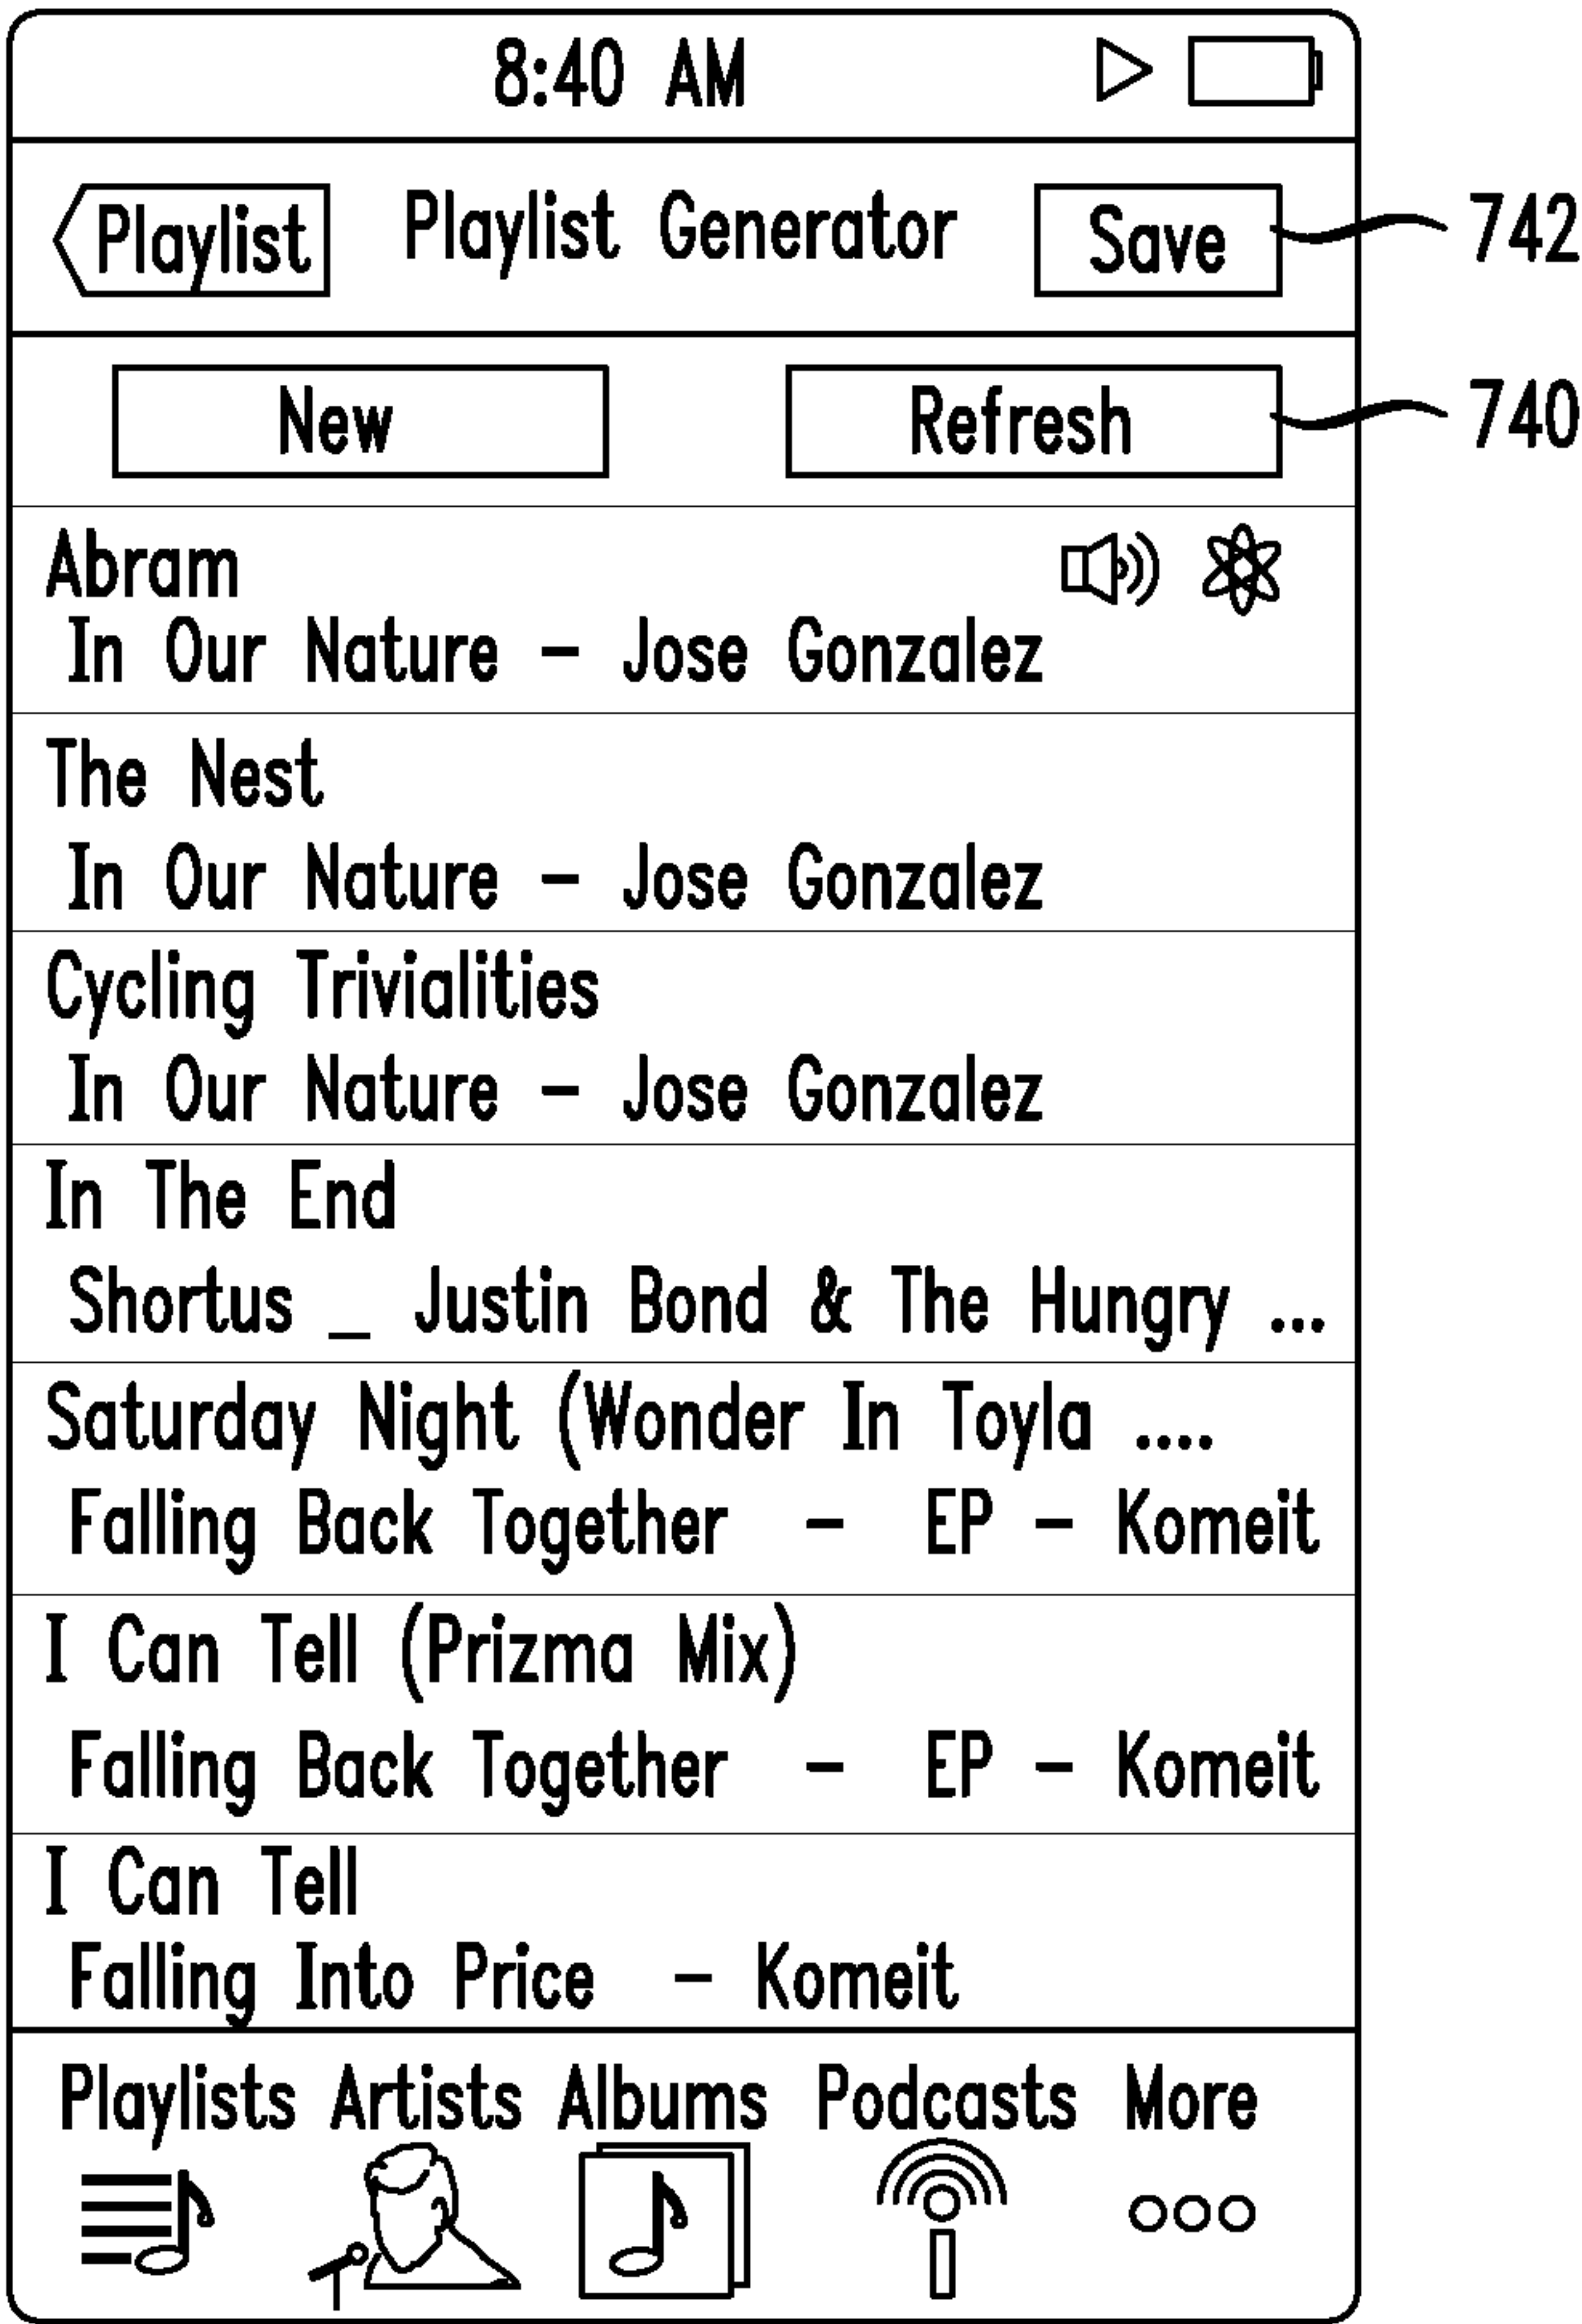 8:40 AM
Playlist Playlist Generator Save 742
New Refresh 740
Abram
In Our Nature - Jose Gonzalez
The Nest
In Our Nature - Jose Gonzalez
Cycling Trivialities
In Our Nature - Jose Gonzalez
In The End
Shortus _ Justin Bond & The Hungry ...
Saturday Night (Wonder In Toyla ....
Falling Back Together - EP - Komeit
I Can Tell (Prizma Mix)
Falling Back Together - EP - Komeit
I Can Tell
Falling Into Price - Komeit
Playlists Artists Albums Podcasts More